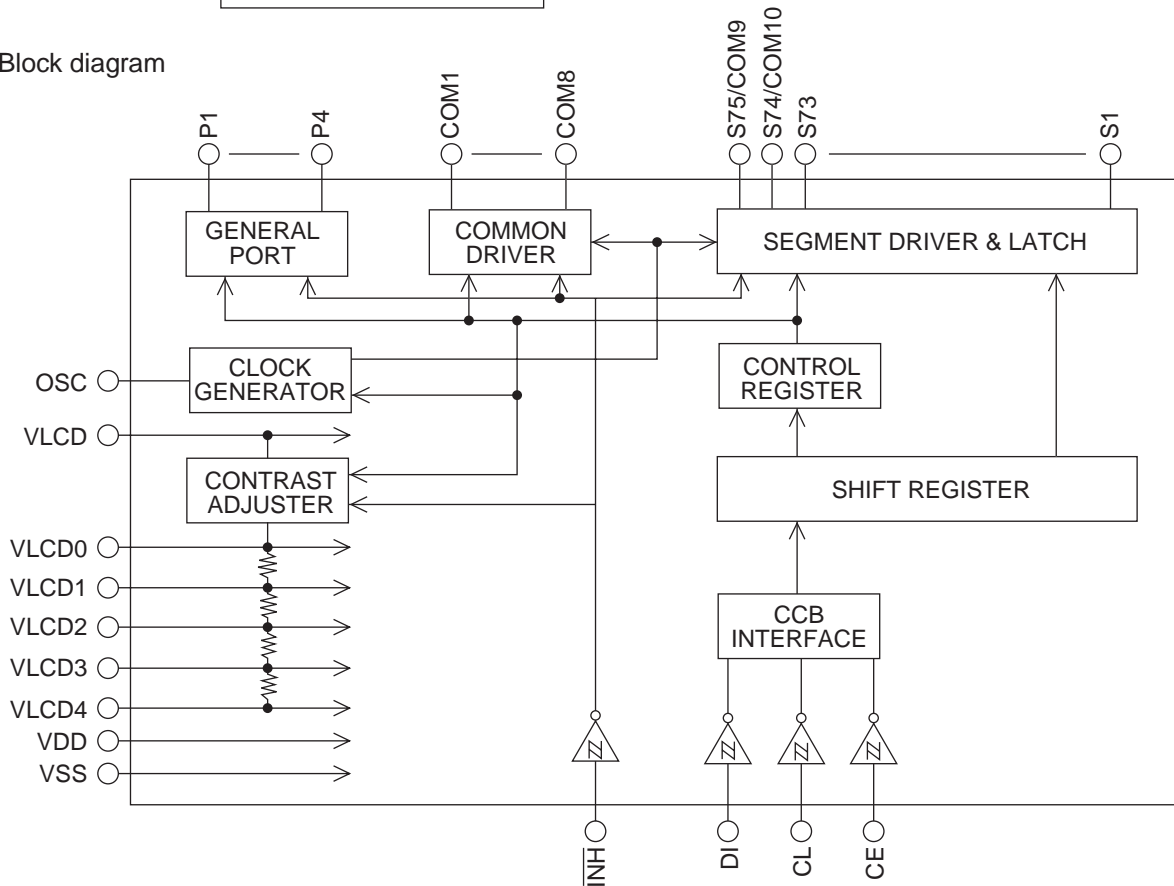 Block diagram
P1
P4
COM1
COM8
S75/COM9
S74/COM10
S73
S1
GENERAL
PORT
COMMON
DRIVER
SEGMENT DRIVER & LATCH
OSC
CLOCK
GENERATOR
CONTROL
REGISTER
VLCD
CONTRAST
ADJUSTER
SHIFT REGISTER
VLCD0
VLCD1
VLCD2
VLCD3
VLCD4
VDD
VSS
CCB
INTERFACE
INH
DI
CL
CE